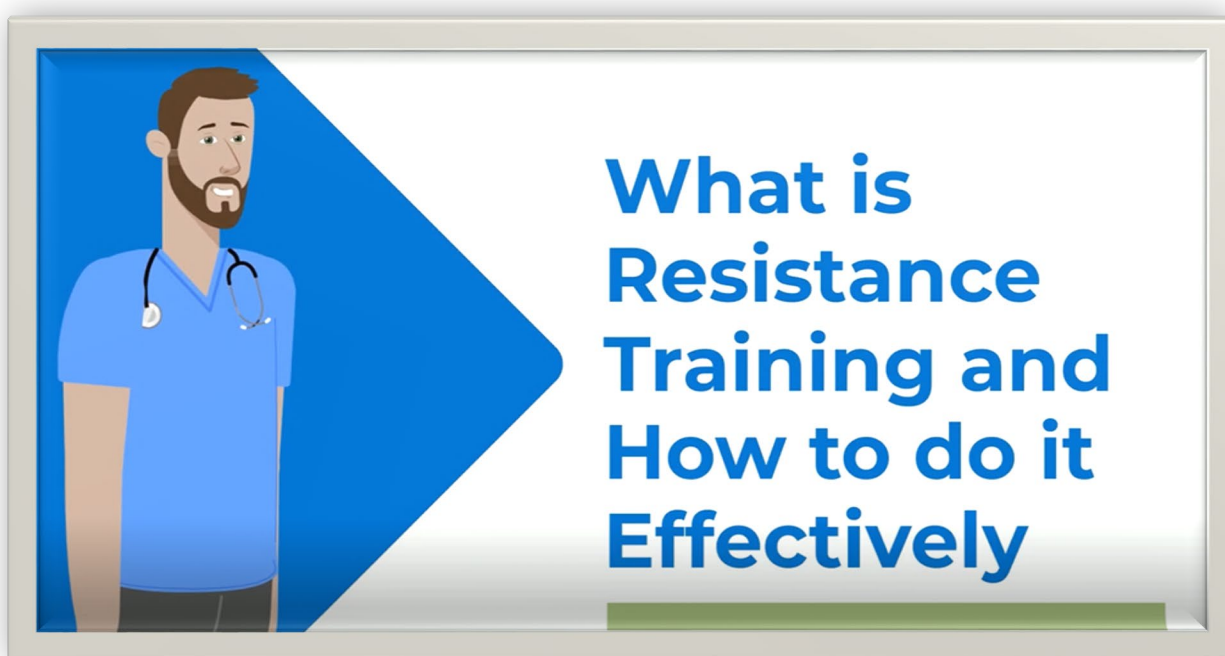 What is
Resistance
Training and
How to do it
Effectively